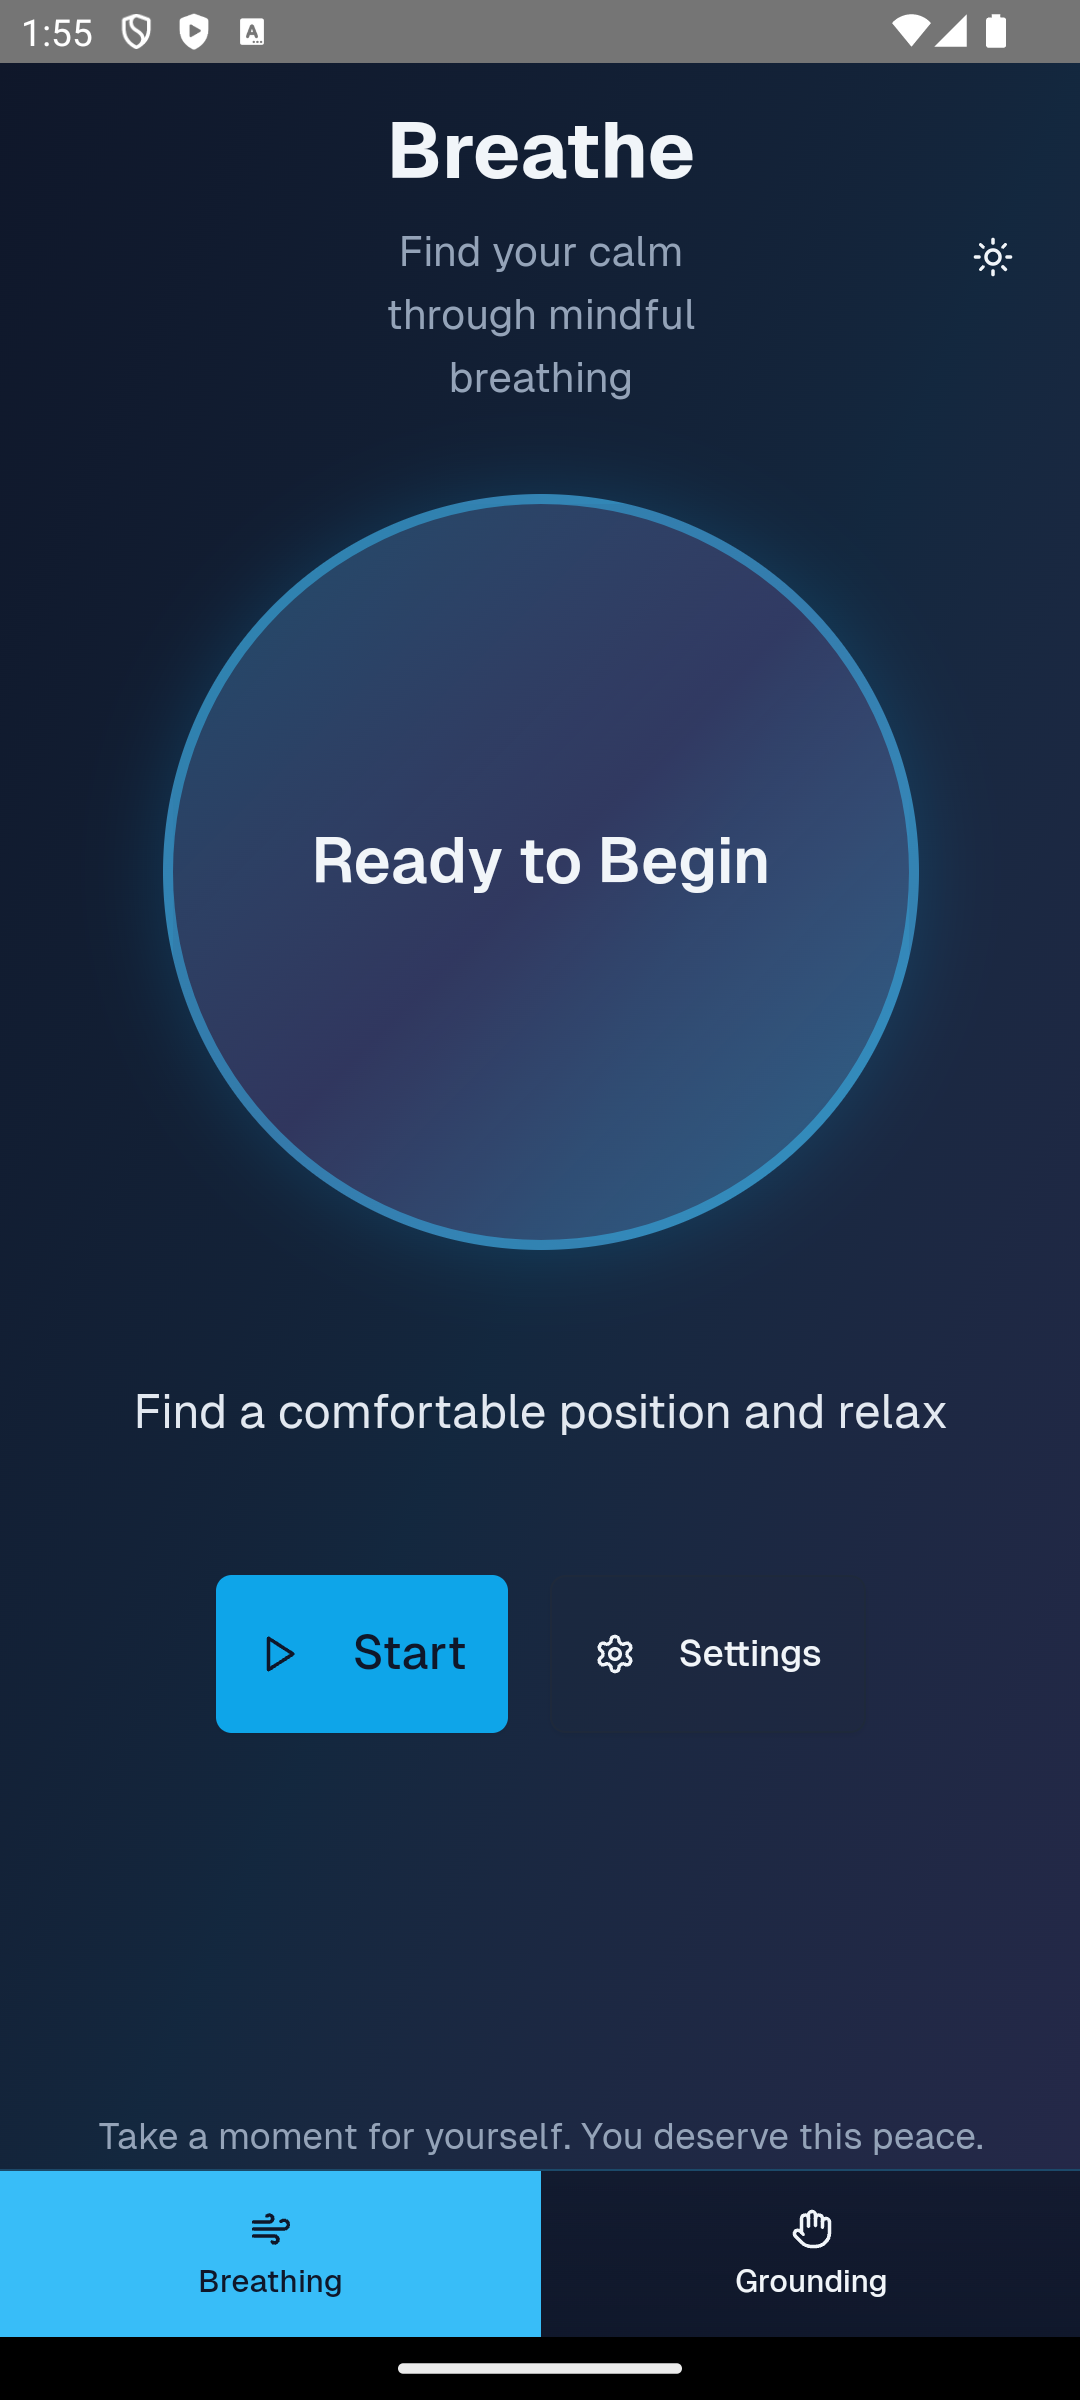 1:55
Breathe
Find your calm
through mindful
breathing
Ready to Begin
Find a comfortable position and relax
Start
Settings
Take a moment for yourself. You deserve this peace.
Breathing
Grounding